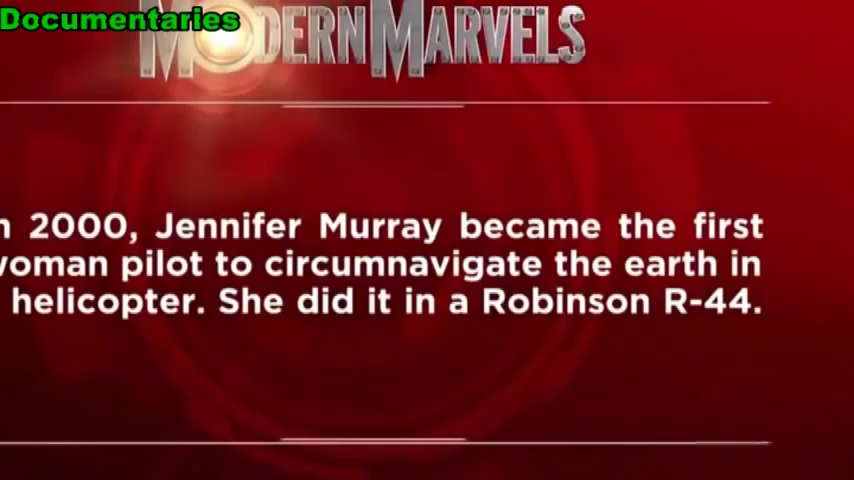 Documentaries
MODERN MARVELS
n 2000, Jennifer Murray became the first
woman pilot to circumnavigate the earth in
helicopter. She did it in a Robinson R-44.